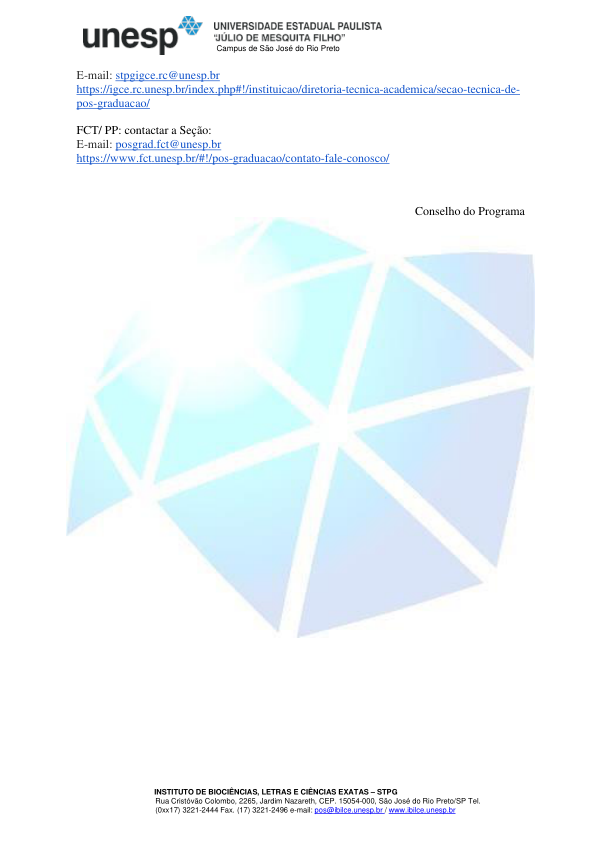 unesp
UNIVERSIDADE ESTADUAL PAULISTA
“JÚLIO DE MESQUITA FILHO”
Campus de São José do Rio Preto
E-mail: stpgigce.rc@unesp.br
https://igce.rc.unesp.br/index.php#!/instituicao/diretoria-tecnica-academica/secao-tecnica-de-
pos-graduacao/
FCT/ PP: contactar a Seção:
E-mail: posgrad.fct@unesp.br
https://www.fct.unesp.br/#!/pos-graduacao/contato-fale-conosco/
Conselho do Programa
INSTITUTO DE BIOCIÊNCIAS, LETRAS E CIÊNCIAS EXATAS – STPG
Rua Cristóvão Colombo, 2265, Jardim Nazareth, CEP. 15054-000, São José do Rio Preto/SP Tel.
(0xx17) 3221-2444 Fax. (17) 3221-2496 e-mail: pos@ibilce.unesp.br / www.ibilce.unesp.br